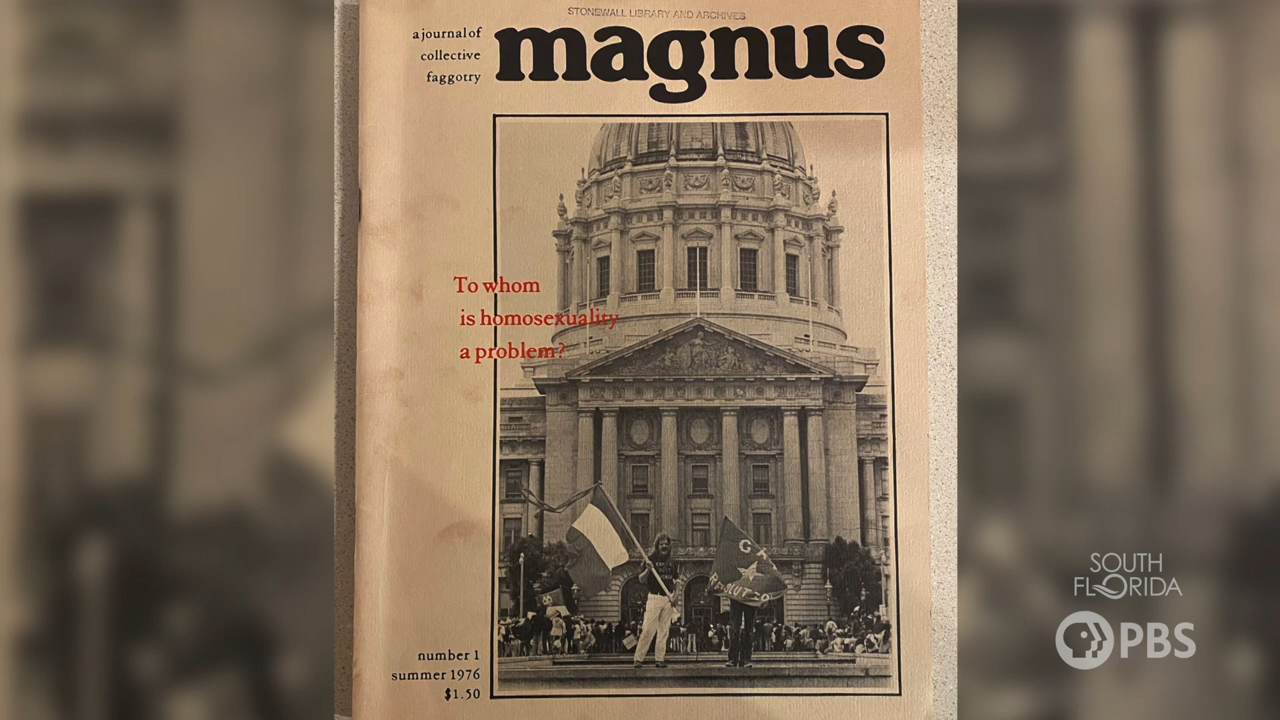 STONEWALL LIBRARY AND ARCHIVES
a journal of
collective
faggotry
magnus
To whom
is homosexuality
a problem?
number 1
summer 1976
$1.50
SOUTH
FLORIDA
PBS